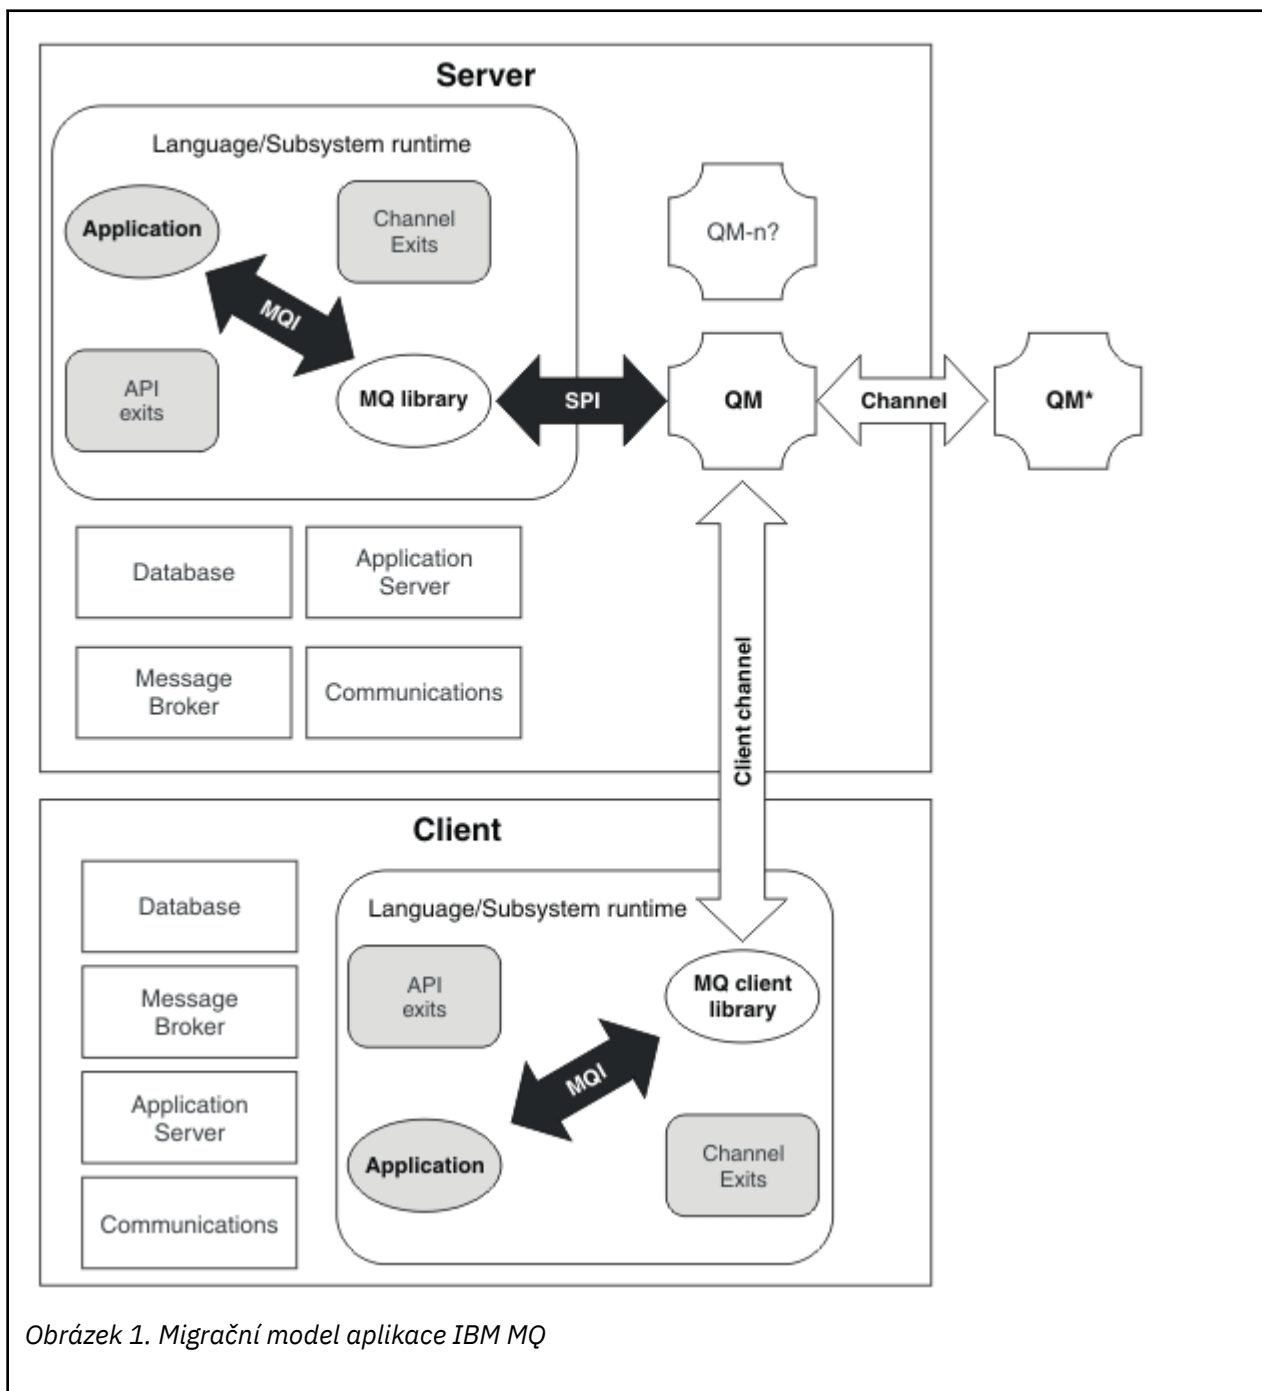 Server
Language/Subsystem runtime
Application
Channel
Exits
QM-n?
MQI
API
exits
MQ library
SPI
QM
Channel
QM*
Database
Application
Server
Message
Broker
Communications
Client channel
Client
Database
Language/Subsystem runtime
API
exits
MQ client
library
Message
Broker
MQI
Application
Server
Application
Channel
Exits
Communications
Obrázek 1. Migrační model aplikace IBM MQ